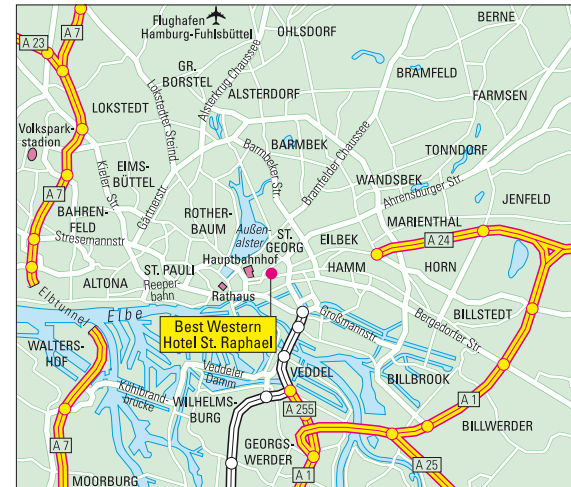 Flughafen
Hamburg-Fuhlsbüttel
OHLSDORF
BERNE
A 7
A 23
GR.
BORSTEL
Alsterkrug Chaussee
BRAMFELD
ALSTERDORF
FARMSEN
LOKSTEDT
Lokstedter Steind.
Volkspark-
stadion
BARMBEK
Barmbeker Str.
Bramfelder Chaussee
TONNDORF
EIMS-
BÜTTEL
Kieler Str.
Gärtnerstr.
WANDSBEK
Ahrensburger Str.
JENFELD
A 7
BAHREN-
FELD
ROTHER-
BAUM
Außen-
alster
ST.
GEORG
EILBEK
MARIENTHAL
Stresemannstr.
A 24
Hauptbahnhof
HAMM
HORN
ST. PAULI
ALTONA
Reeper-
bahn
Rathaus
Elbtunnel
Elbe
Großmannstr.
Bergedorfer Str.
BILLSTEDT
Best Western
Hotel St. Raphael
WALTERS-
HOF
Veddeler
Damm
VEDDEL
BILLBROOK
Köhlbrand-
brücke
WILHELMS-
BURG
A 255
A 1
BILLWERDER
A 7
GEORGS-
WERDER
A 1
A 25
MOORBURG